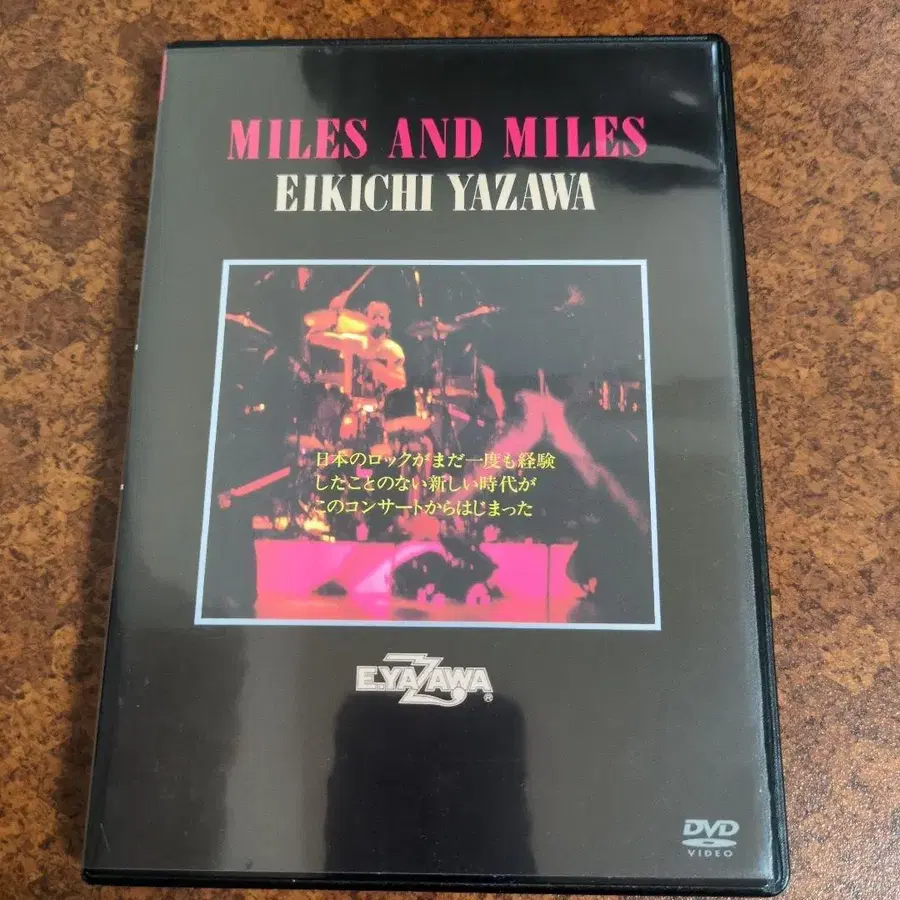 MILES AND MILES
EIKICHI YAZAWA
日本のロックがまだ一度も経験
したことのない新しい時代が
このコンサートからはじまった
E.YAZAWA®
DVD
VIDEO